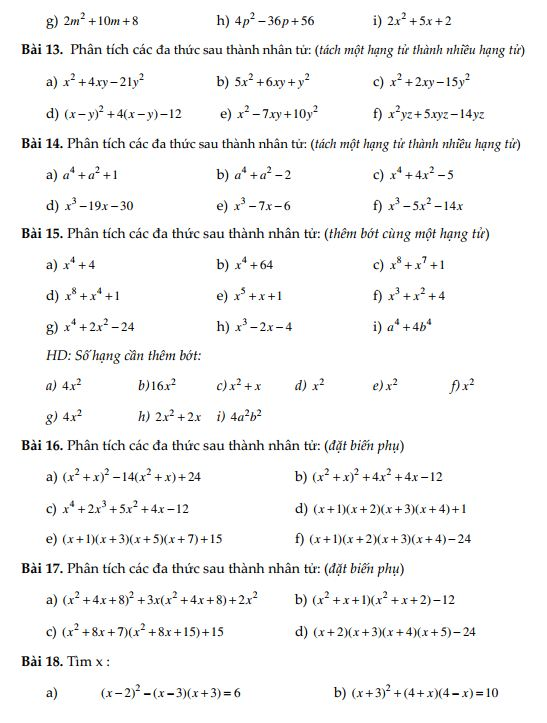 g) 2m² + 10m + 8 h) 4p² − 36p + 56 i) 2x² + 5x + 2
Bài 13. Phân tích các đa thức sau thành nhân tử: (tách một hạng tử thành nhiều hạng tử)
a) x² + 4xy − 21y² b) 5x² + 6xy + y² c) x² + 2xy − 15y²
d) (x − y)² + 4(x − y) − 12 e) x² − 7xy + 10y² f) x²yz + 5xyz − 14yz
Bài 14. Phân tích các đa thức sau thành nhân tử: (tách một hạng tử thành nhiều hạng tử)
a) a⁴ + a² + 1 b) a⁴ + a² − 2 c) x⁴ + 4x² − 5
d) x³ − 19x − 30 e) x³ − 7x − 6 f) x³ − 5x² − 14x
Bài 15. Phân tích các đa thức sau thành nhân tử: (thêm bớt cùng một hạng tử)
a) x⁴ + 4 b) x⁴ + 64 c) x⁸ + x⁷ + 1
d) x⁸ + x⁴ + 1 e) x⁵ + x + 1 f) x³ + x² + 4
g) x⁴ + 2x² − 24 h) x³ − 2x − 4 i) a⁴ + 4b⁴
HD: Số hạng cần thêm bớt:
a) 4x² b)16x² c) x² + x d) x² e) x² f) x²
g) 4x² h) 2x² + 2x i) 4a²b²
Bài 16. Phân tích các đa thức sau thành nhân tử: (đặt biến phụ)
a) (x² + x)² − 14(x² + x) + 24 b) (x² + x)² + 4x² + 4x − 12
c) x⁴ + 2x³ + 5x² + 4x − 12 d) (x + 1)(x + 2)(x + 3)(x + 4) + 1
e) (x + 1)(x + 3)(x + 5)(x + 7) + 15 f) (x + 1)(x + 2)(x + 3)(x + 4) − 24
Bài 17. Phân tích các đa thức sau thành nhân tử: (đặt biến phụ)
a) (x² + 4x + 8)² + 3x(x² + 4x + 8) + 2x² b) (x² + x + 1)(x² + x + 2) − 12
c) (x² + 8x + 7)(x² + 8x + 15) + 15 d) (x + 2)(x + 3)(x + 4)(x + 5) − 24
Bài 18. Tìm x :
a) (x − 2)² − (x − 3)(x + 3) = 6 b) (x + 3)² + (4 + x)(4 − x) = 10